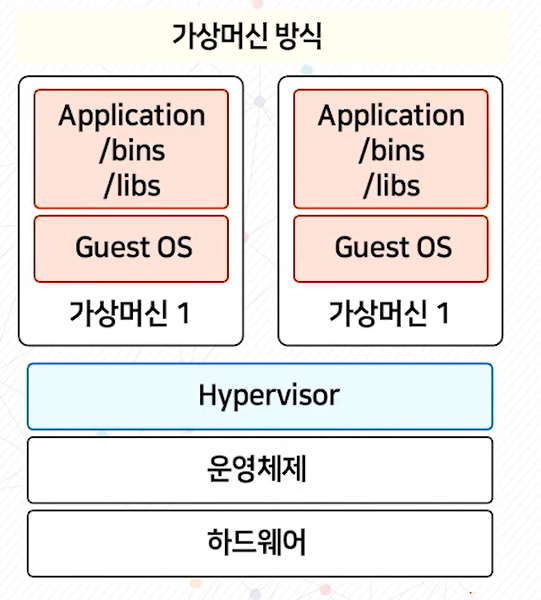 가상머신 방식
Application
/bins
/libs
Guest OS
가상머신 1
Application
/bins
/libs
Guest OS
가상머신 1
Hypervisor
운영체제
하드웨어